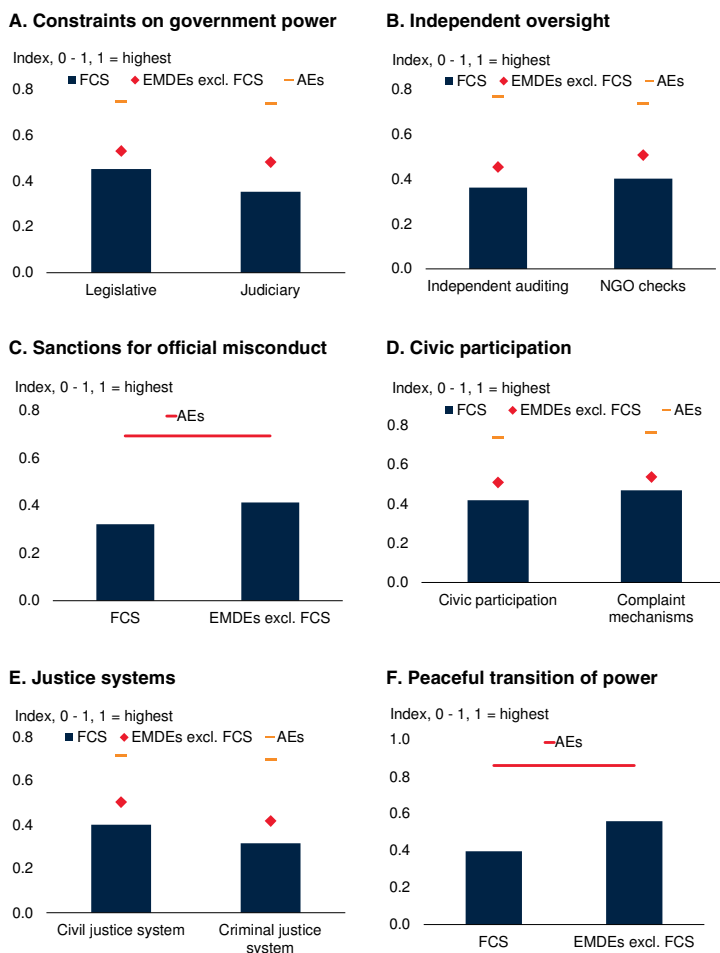 A. Constraints on government power
Index, 0 - 1, 1 = highest
FCS EMDEs excl. FCS AEs
0.8
0.6
0.4
0.2
0.0
Legislative Judiciary
B. Independent oversight
Index, 0 - 1, 1 = highest
FCS EMDEs excl. FCS AEs
0.8
0.6
0.4
0.2
0.0
Independent auditing NGO checks
C. Sanctions for official misconduct
Index, 0 - 1, 1 = highest
0.8
AEs
0.6
0.4
0.2
0.0
FCS EMDEs excl. FCS
D. Civic participation
Index, 0 - 1, 1 = highest
FCS EMDEs excl. FCS AEs
0.8
0.6
0.4
0.2
0.0
Civic participation Complaint
mechanisms
E. Justice systems
Index, 0 - 1, 1 = highest
0.8
FCS EMDEs excl. FCS AEs
0.6
0.4
0.2
0.0
Civil justice system Criminal justice
system
F. Peaceful transition of power
Index, 0 - 1, 1 = highest
1.0
AEs
0.8
0.6
0.4
0.2
0.0
FCS EMDEs excl. FCS